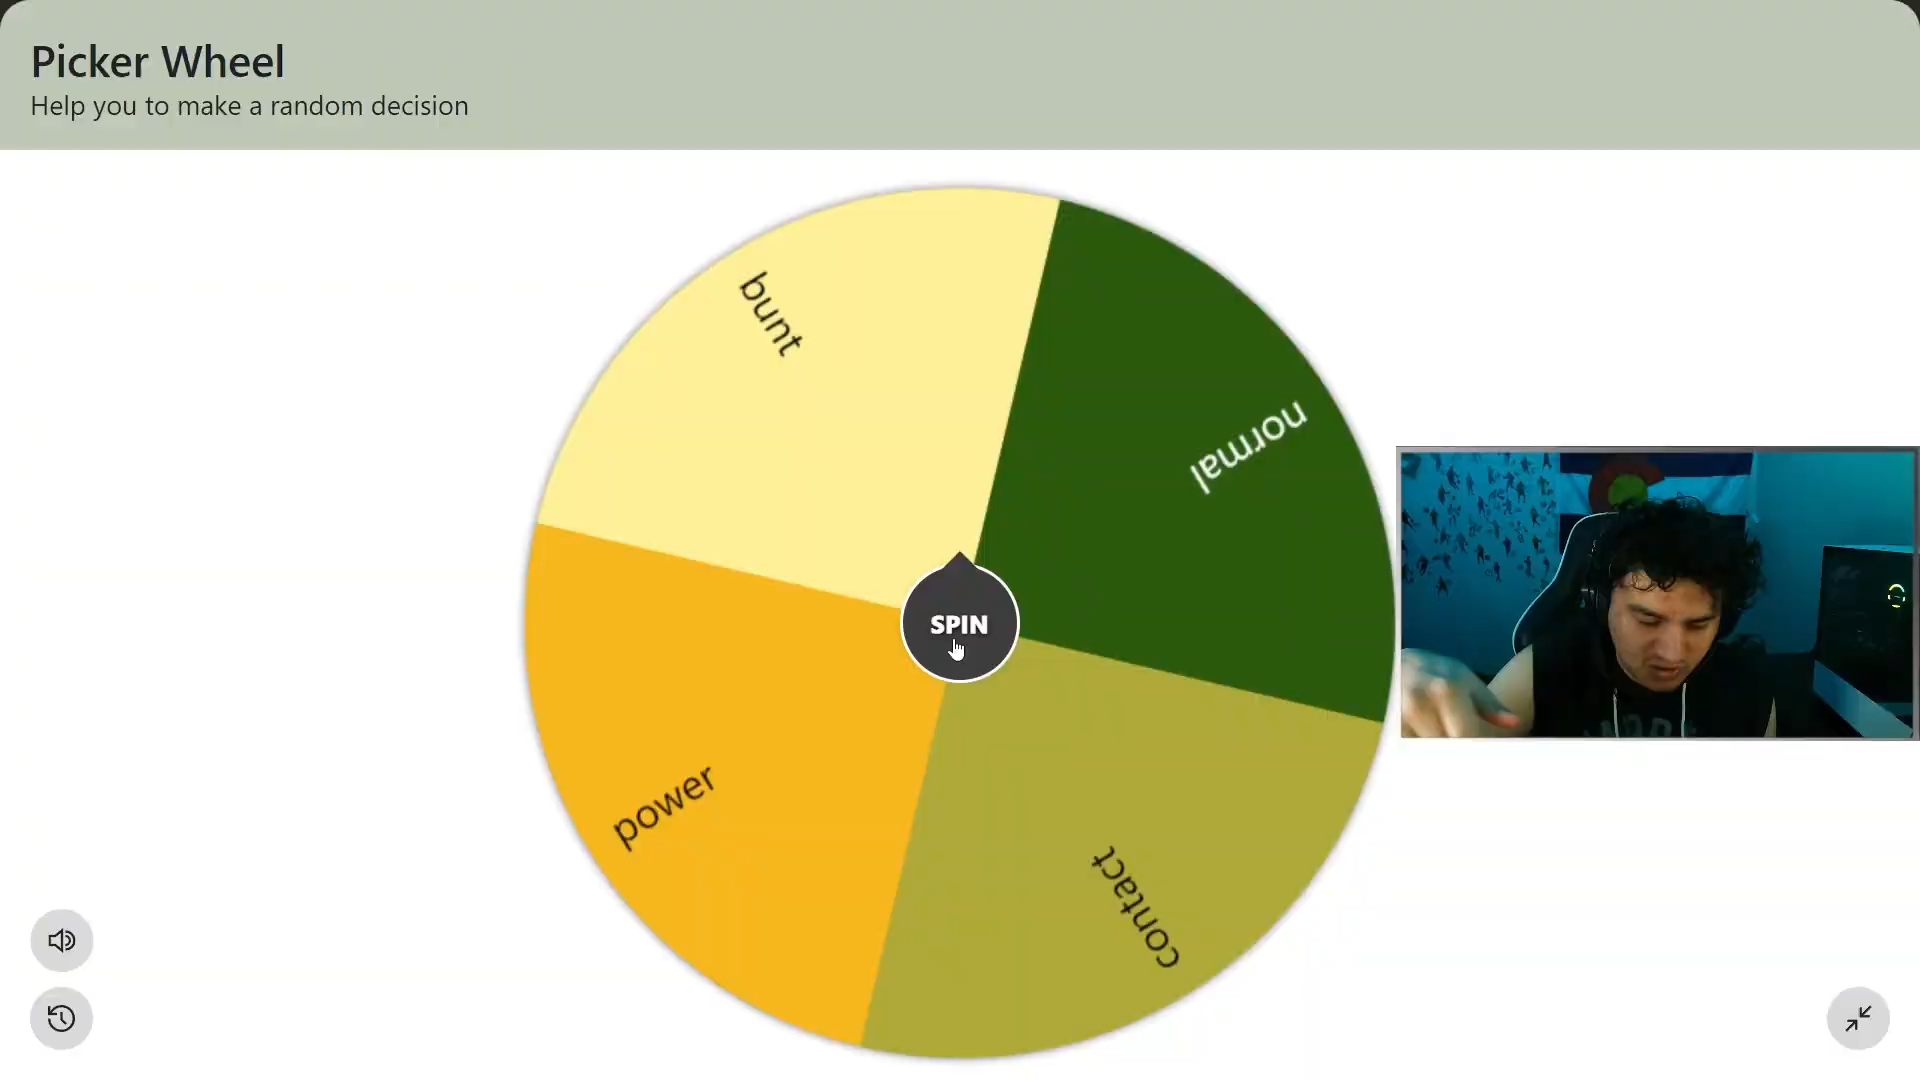 Picker Wheel
Help you to make a random decision
bunt
normal
SPIN
power
contact